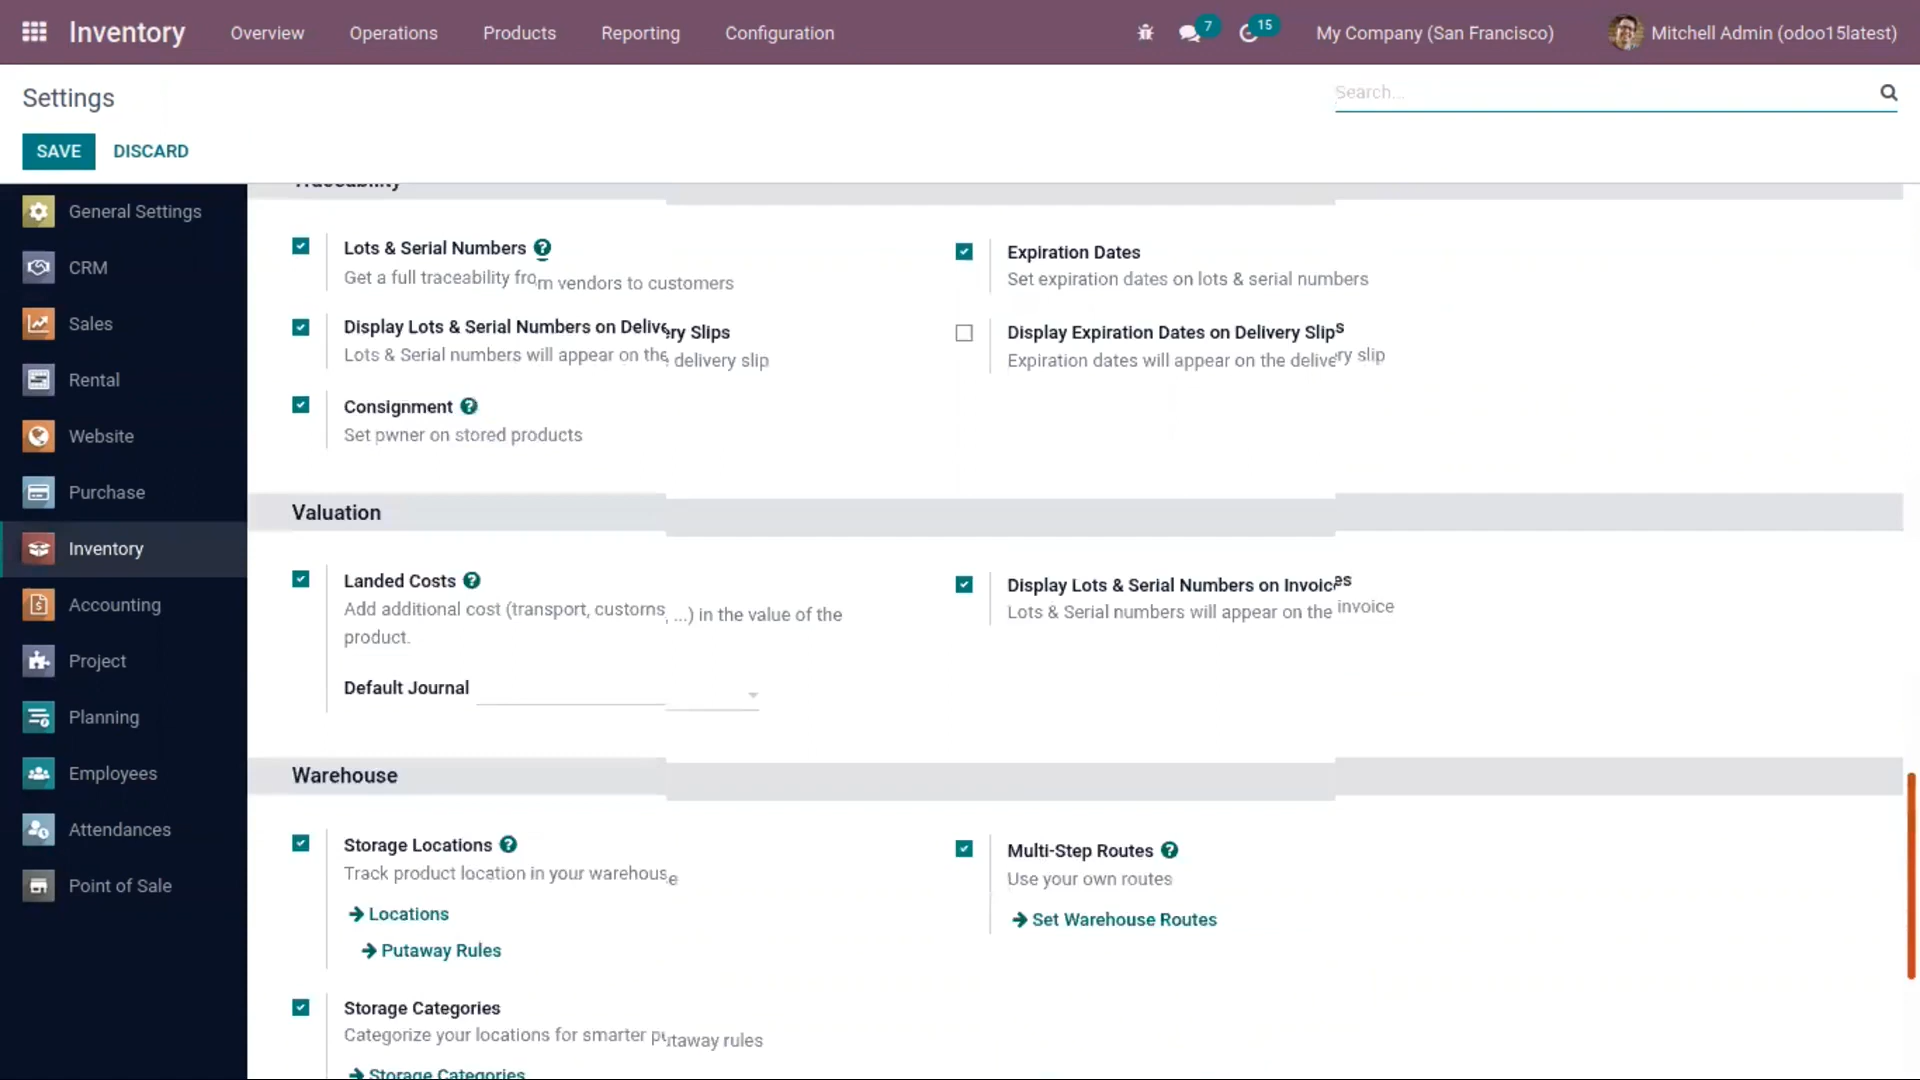 Inventory Overview Operations Products Reporting Configuration 7 15 My Company (San Francisco) Mitchell Admin (odoo15latest)
Settings
Search...
SAVE DISCARD
Traceability
General Settings
CRM
Sales
Rental
Website
Purchase
Inventory
Accounting
Project
Planning
Employees
Attendances
Point of Sale
Lots & Serial Numbers ?
Get a full traceability from vendors to customers
Expiration Dates
Set expiration dates on lots & serial numbers
Display Lots & Serial Numbers on Delivery Slips
Lots & Serial numbers will appear on the delivery slip
Display Expiration Dates on Delivery Slips
Expiration dates will appear on the delivery slip
Consignment ?
Set pwner on stored products
Valuation
Landed Costs ?
Add additional cost (transport, customs, ...) in the value of the
product.
Default Journal
Display Lots & Serial Numbers on Invoices
Lots & Serial numbers will appear on the invoice
Warehouse
Storage Locations ?
Track product location in your warehouse
Locations
Putaway Rules
Multi-Step Routes ?
Use your own routes
Set Warehouse Routes
Storage Categories
Categorize your locations for smarter putaway rules
Storage Categories